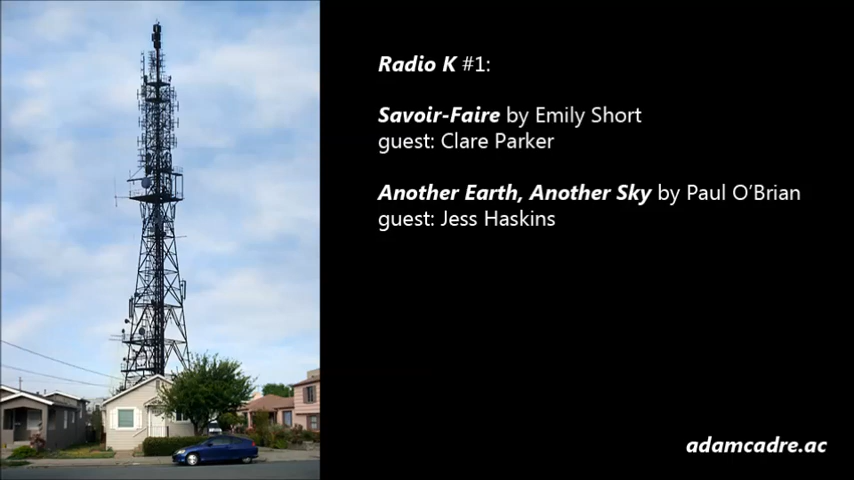 Radio K #1:
Savoir-Faire by Emily Short
guest: Clare Parker
Another Earth, Another Sky by Paul O’Brian
guest: Jess Haskins
adamcadre.ac